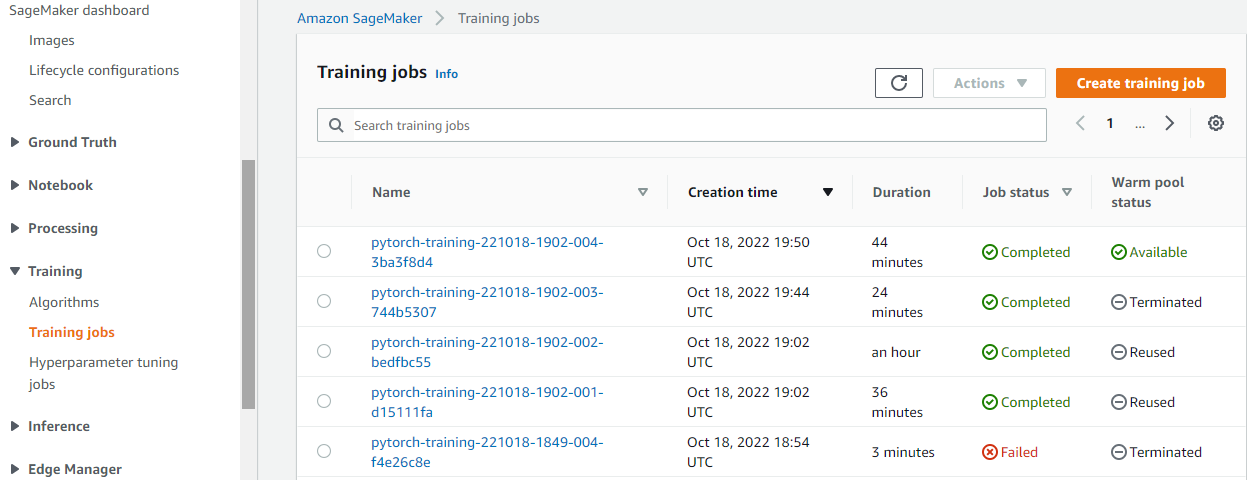 SageMaker dashboard
Images
Lifecycle configurations
Search
Ground Truth
Notebook
Processing
Training
Algorithms
Training jobs
Hyperparameter tuning
jobs
Inference
Edge Manager
Amazon SageMaker > Training jobs
Training jobs Info
Actions
Create training job
Search training jobs
1 ...
Name Creation time Duration Job status Warm pool
status
pytorch-training-221018-1902-004- Oct 18, 2022 19:50 44
3ba3f8d4 UTC minutes Completed Available
pytorch-training-221018-1902-003- Oct 18, 2022 19:44 24
744b5307 UTC minutes Completed Terminated
pytorch-training-221018-1902-002- Oct 18, 2022 19:02 an hour Completed Reused
bedfbc55 UTC
pytorch-training-221018-1902-001- Oct 18, 2022 19:02 36
d15111fa UTC minutes Completed Reused
pytorch-training-221018-1849-004- Oct 18, 2022 18:54 3 minutes Failed Terminated
f4e26c8e UTC